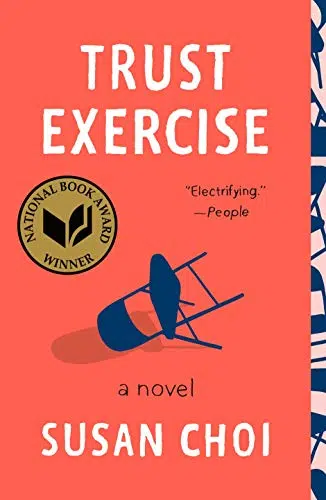 TRUST
EXERCISE
"Electrifying."
—People
NATIONAL BOOK AWARD
WINNER
a novel
SUSAN CHOI